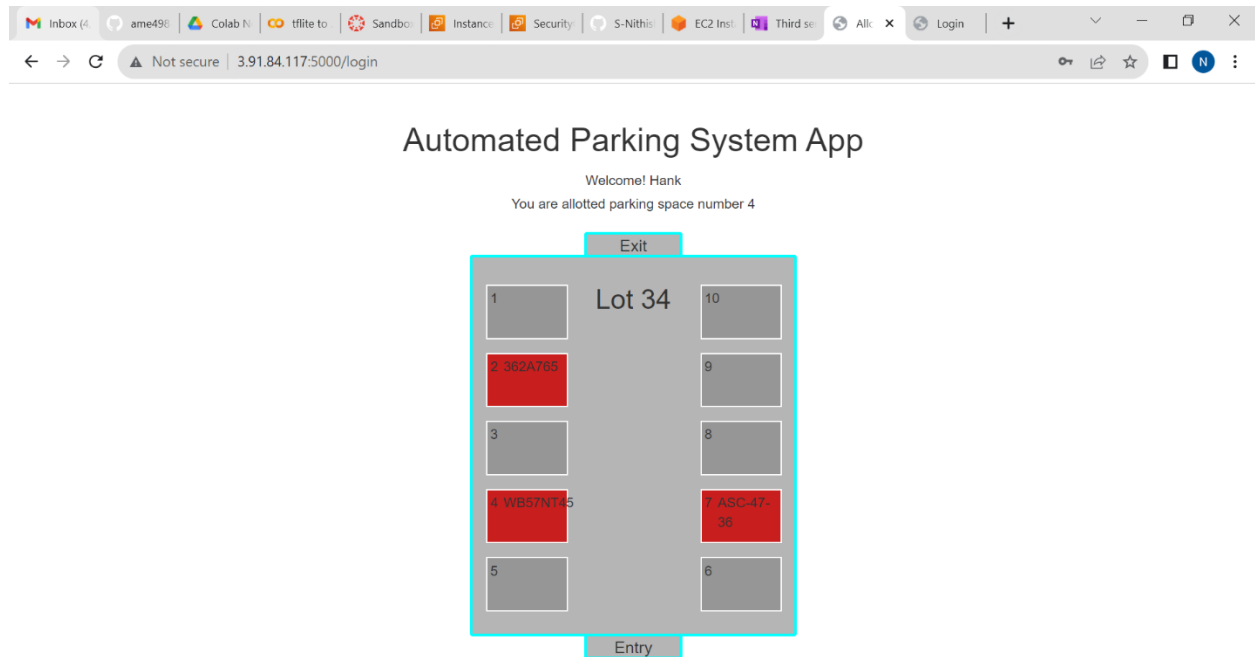 Inbox (4, ame498 Colab N tflite to Sandbo Instance Security S-Nithis EC2 Inst Third se Allo Login
Not secure 3.91.84.117:5000/login N
Automated Parking System App
Welcome! Hank
You are allotted parking space number 4
Exit
1 Lot 34 10
2 362A765 9
3 8
4 WB57NT45 7 ASC-47-
36
5 6
Entry